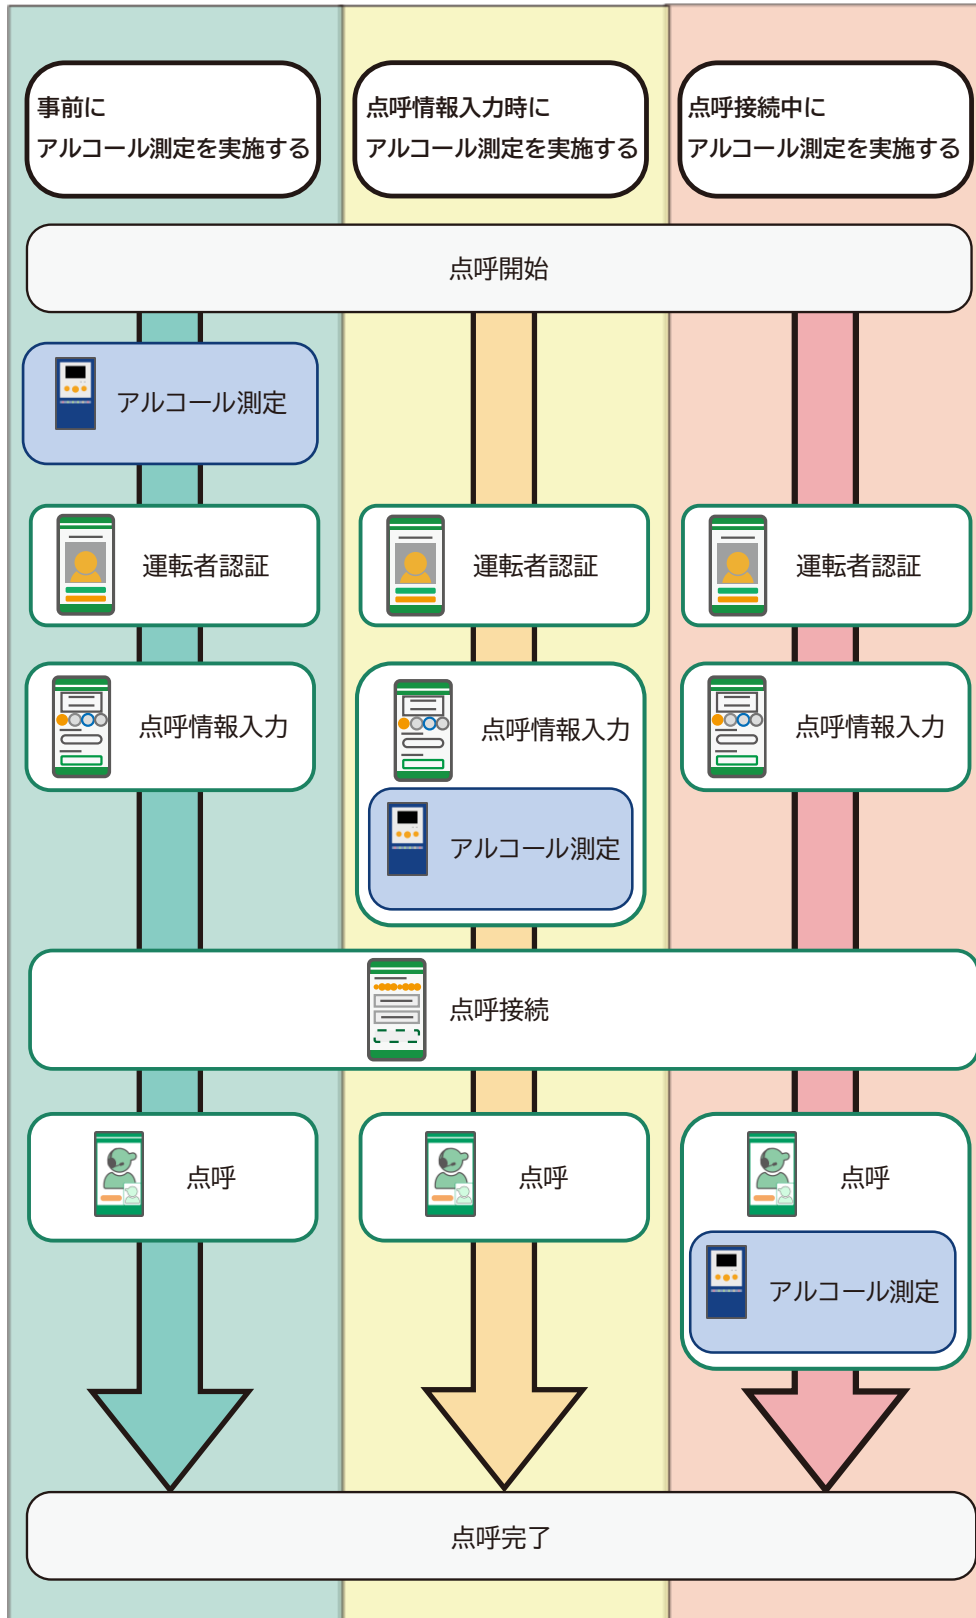 事前に
アルコール測定を実施する
点呼情報入力時に
アルコール測定を実施する
点呼接続中に
アルコール測定を実施する
点呼開始
アルコール測定
運転者認証
運転者認証
運転者認証
点呼情報入力
点呼情報入力
点呼情報入力
アルコール測定
点呼接続
点呼
点呼
点呼
アルコール測定
点呼完了